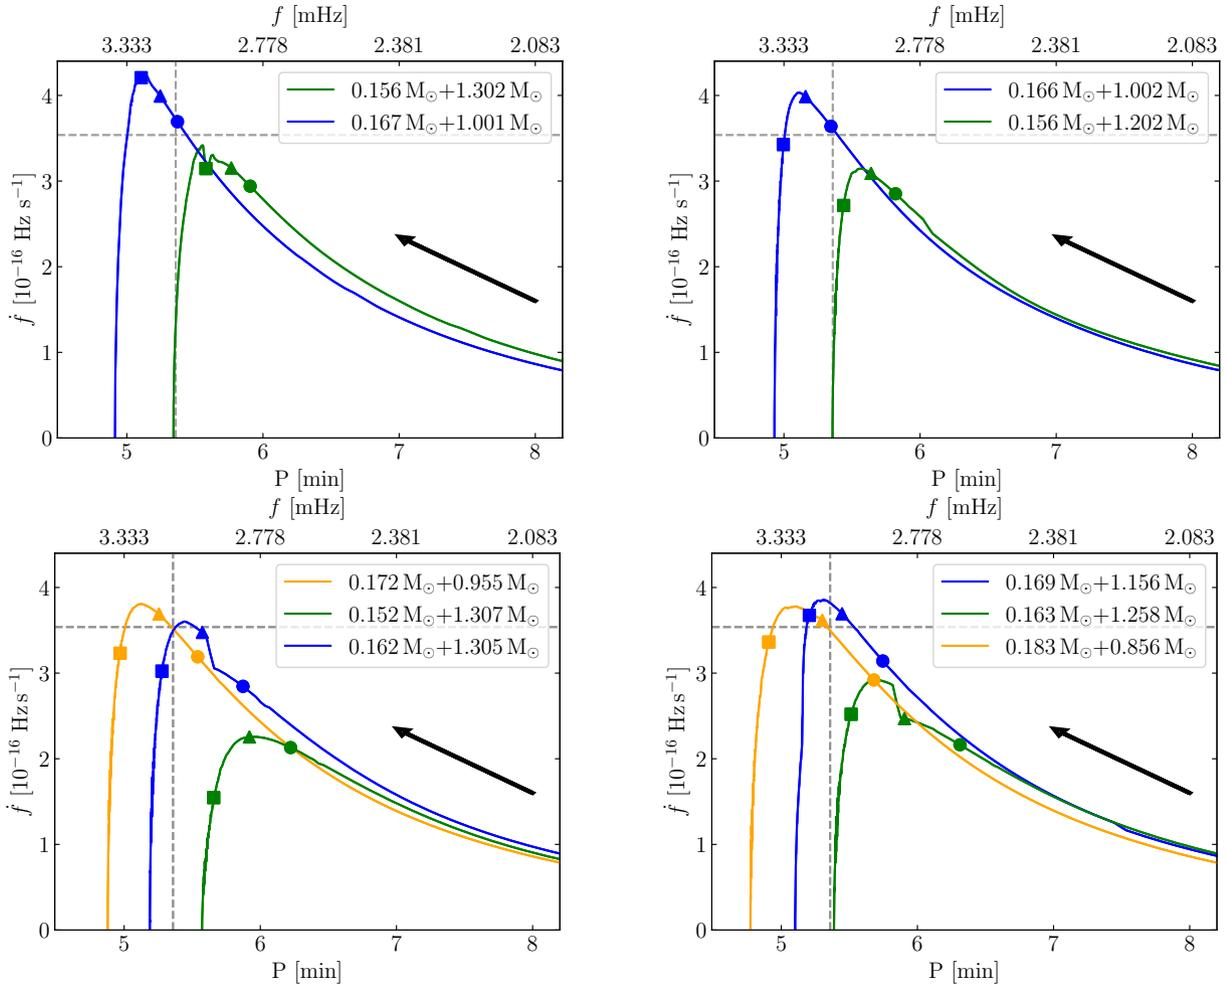 f [mHz]
3.333 2.778 2.381 2.083
0.156 M☉+1.302 M☉
0.167 M☉+1.001 M☉
ḟ [10⁻¹⁶ Hz s⁻¹]
4
3
2
1
0
5 6 7 8
P [min]
f [mHz]
3.333 2.778 2.381 2.083
0.166 M☉+1.002 M☉
0.156 M☉+1.202 M☉
ḟ [10⁻¹⁶ Hz s⁻¹]
4
3
2
1
0
5 6 7 8
P [min]
f [mHz]
3.333 2.778 2.381 2.083
0.172 M☉+0.955 M☉
0.152 M☉+1.307 M☉
0.162 M☉+1.305 M☉
ḟ [10⁻¹⁶ Hz s⁻¹]
4
3
2
1
0
5 6 7 8
P [min]
f [mHz]
3.333 2.778 2.381 2.083
0.169 M☉+1.156 M☉
0.163 M☉+1.258 M☉
0.183 M☉+0.856 M☉
ḟ [10⁻¹⁶ Hz s⁻¹]
4
3
2
1
0
5 6 7 8
P [min]